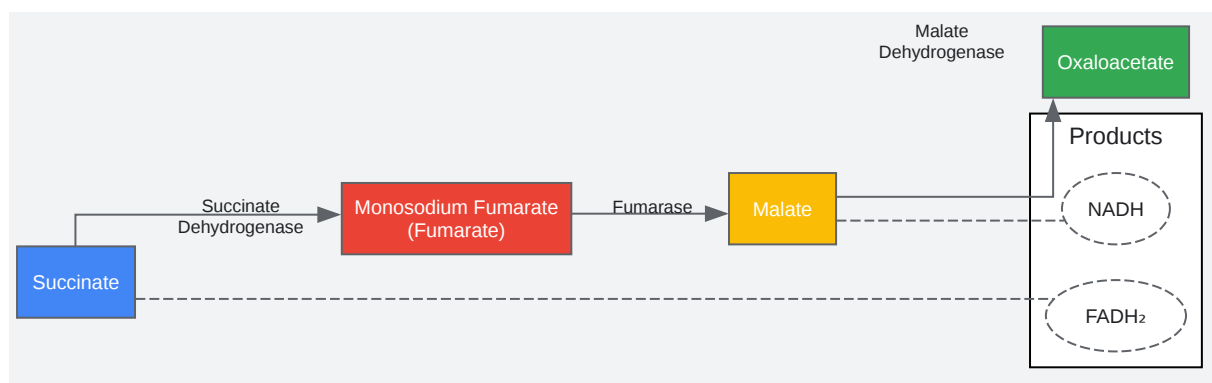 Malate
Dehydrogenase
Oxaloacetate
Products
Succinate
Dehydrogenase
Monosodium Fumarate
(Fumarate)
Fumarase
Malate
NADH
Succinate
FADH₂